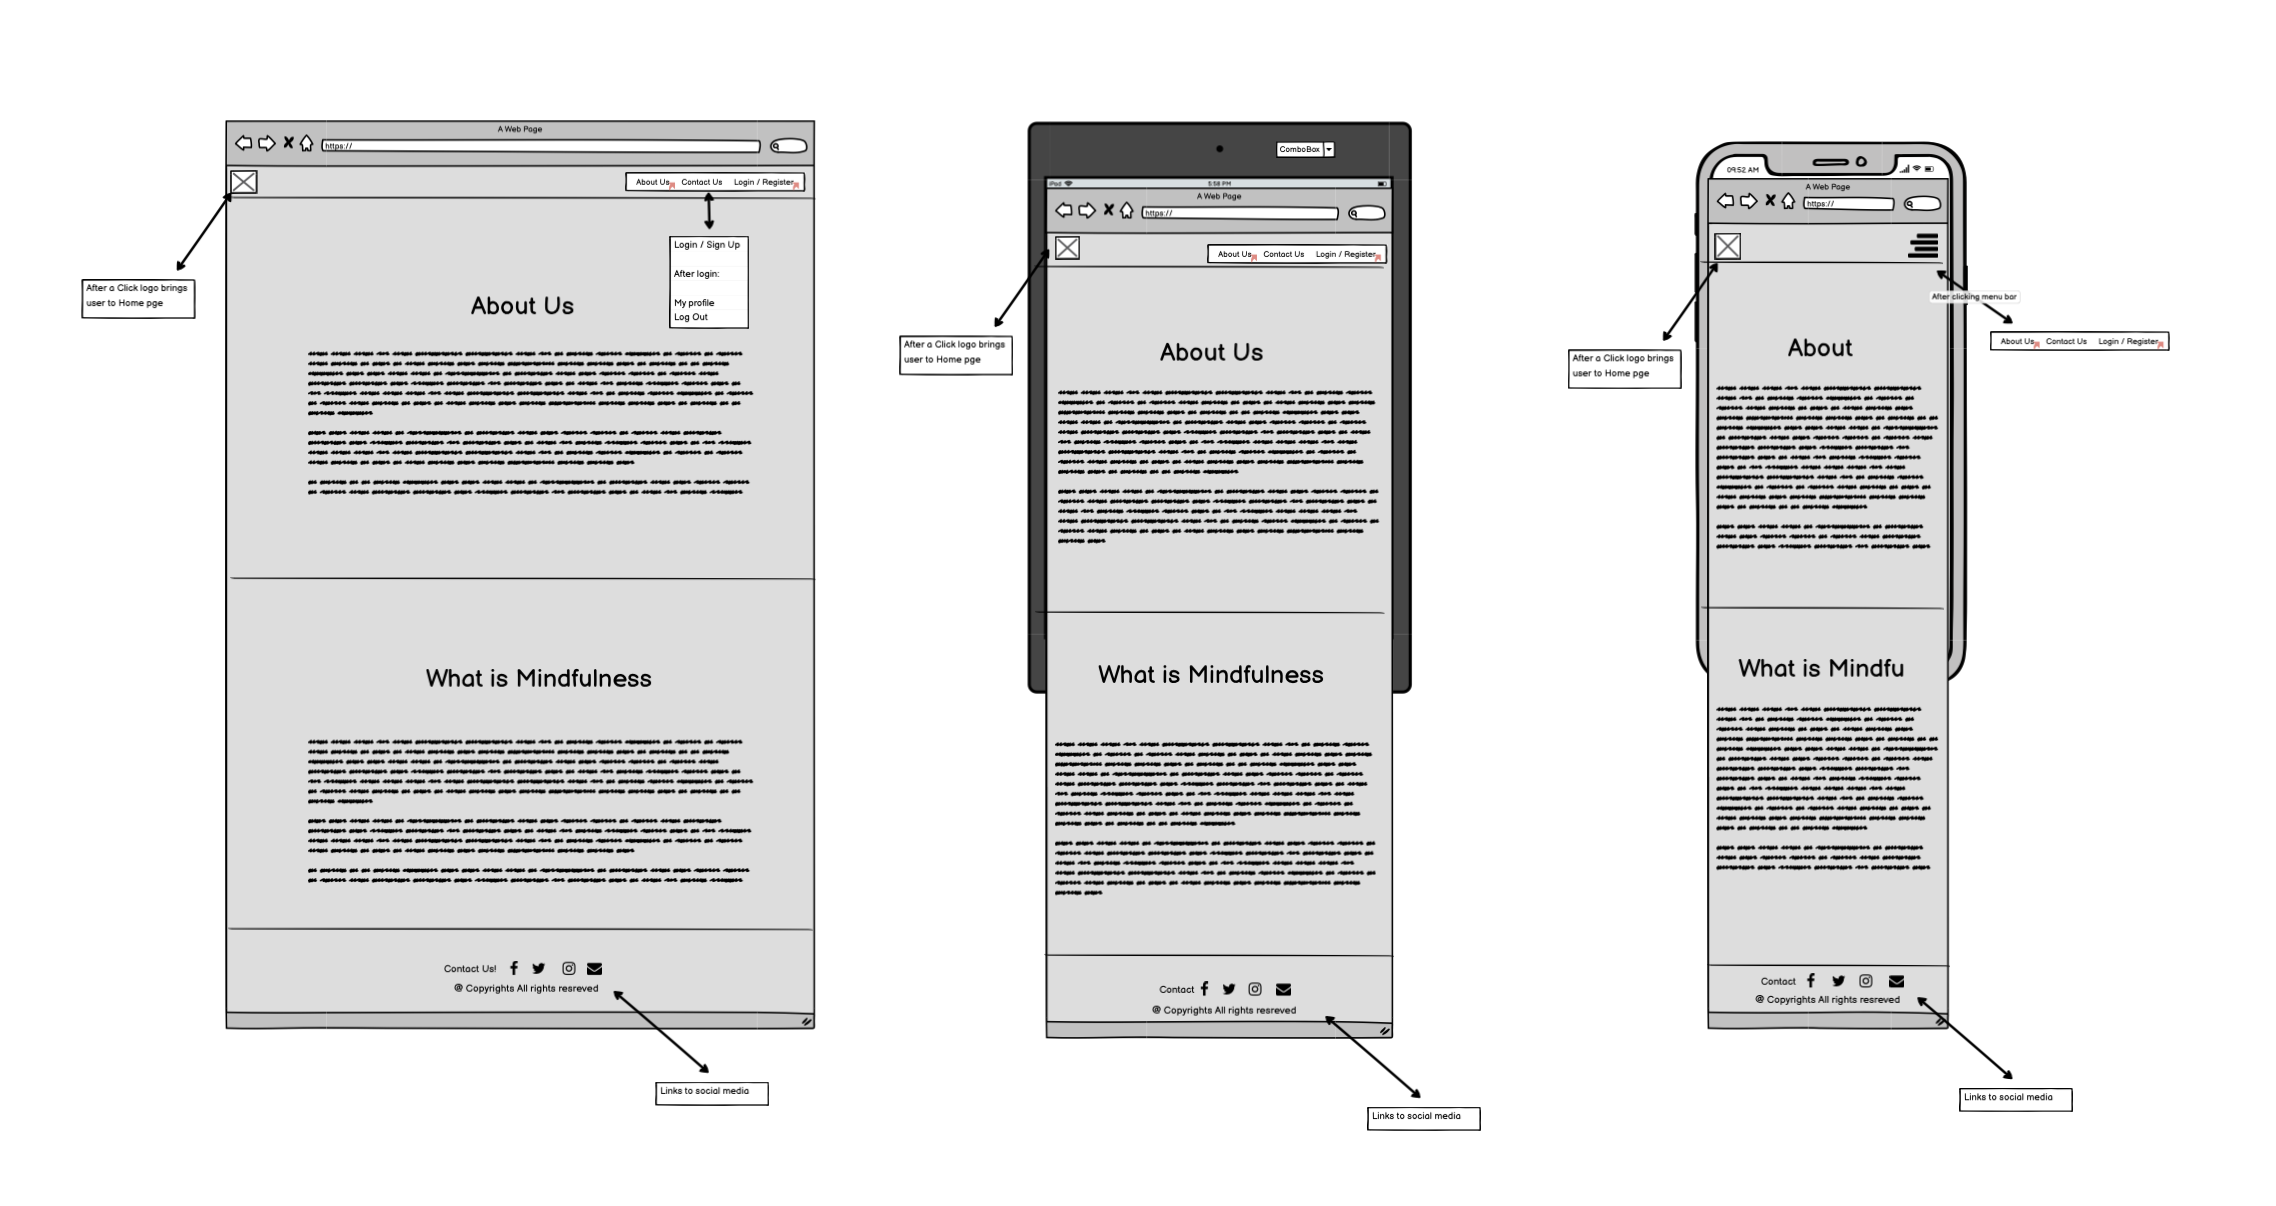 A Web Page
https://
About Us Contact Us Login / Register
Login / Sign Up
After login:
My profile
Log Out
After a Click logo brings
user to Home pge
About Us
What is Mindfulness
Contact Us!
@ Copyrights All rights resreved
Links to social media
ComboBox
iPad 5:58 PM
A Web Page
https://
About Us Contact Us Login / Register
After a Click logo brings
user to Home pge
About Us
What is Mindfulness
Contact
@ Copyrights All rights resreved
Links to social media
09:52 AM
A Web Page
https://
After clicking menu bar
About Us Contact Us Login / Register
After a Click logo brings
user to Home pge
About
What is Mindfu
Contact
@ Copyrights All rights resreved
Links to social media